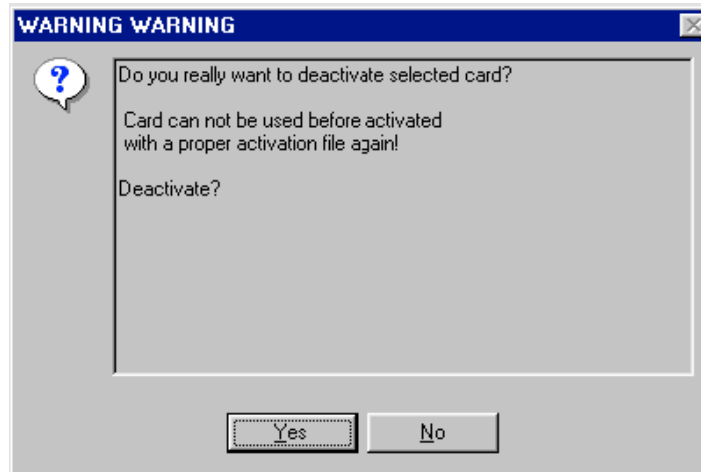 WARNING WARNING
?
Do you really want to deactivate selected card?
Card can not be used before activated
with a proper activation file again!
Deactivate?
Yes
No